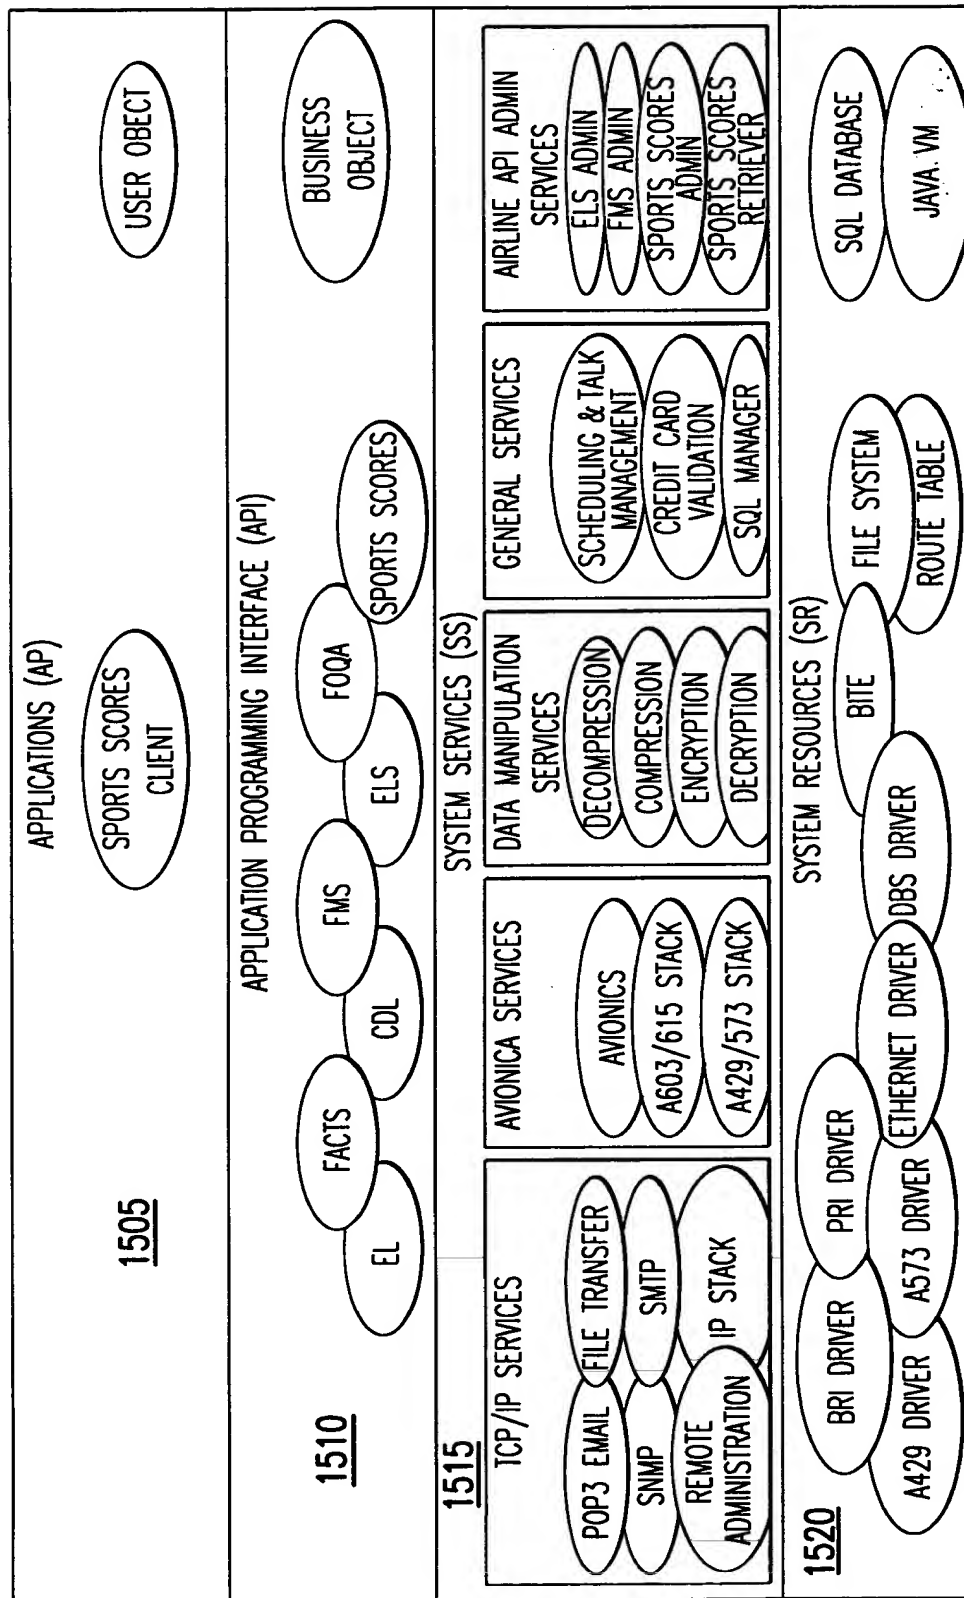 APPLICATIONS (AP)
SPORTS SCORES
CLIENT
USER OBECT
1505
APPLICATION PROGRAMMING INTERFACE (API)
EL
FACTS
CDL
FMS
ELS
FOQA
SPORTS SCORES
BUSINESS
OBJECT
1510
SYSTEM SERVICES (SS)
1515
TCP/IP SERVICES
POP3 EMAIL
FILE TRANSFER
SNMP
SMTP
REMOTE
ADMINISTRATION
IP STACK
AVIONICA SERVICES
AVIONICS
A603/615 STACK
A429/573 STACK
DATA MANIPULATION
SERVICES
DECOMPRESSION
COMPRESSION
ENCRYPTION
DECRYPTION
GENERAL SERVICES
SCHEDULING & TALK
MANAGEMENT
CREDIT CARD
VALIDATION
SQL MANAGER
AIRLINE API ADMIN
SERVICES
ELS ADMIN
FMS ADMIN
SPORTS SCORES
ADMIN
SPORTS SCORES
RETRIEVER
SYSTEM RESOURCES (SR)
1520
BRI DRIVER
PRI DRIVER
A429 DRIVER
A573 DRIVER
ETHERNET DRIVER
DBS DRIVER
BITE
FILE SYSTEM
ROUTE TABLE
SQL DATABASE
JAVA.VM